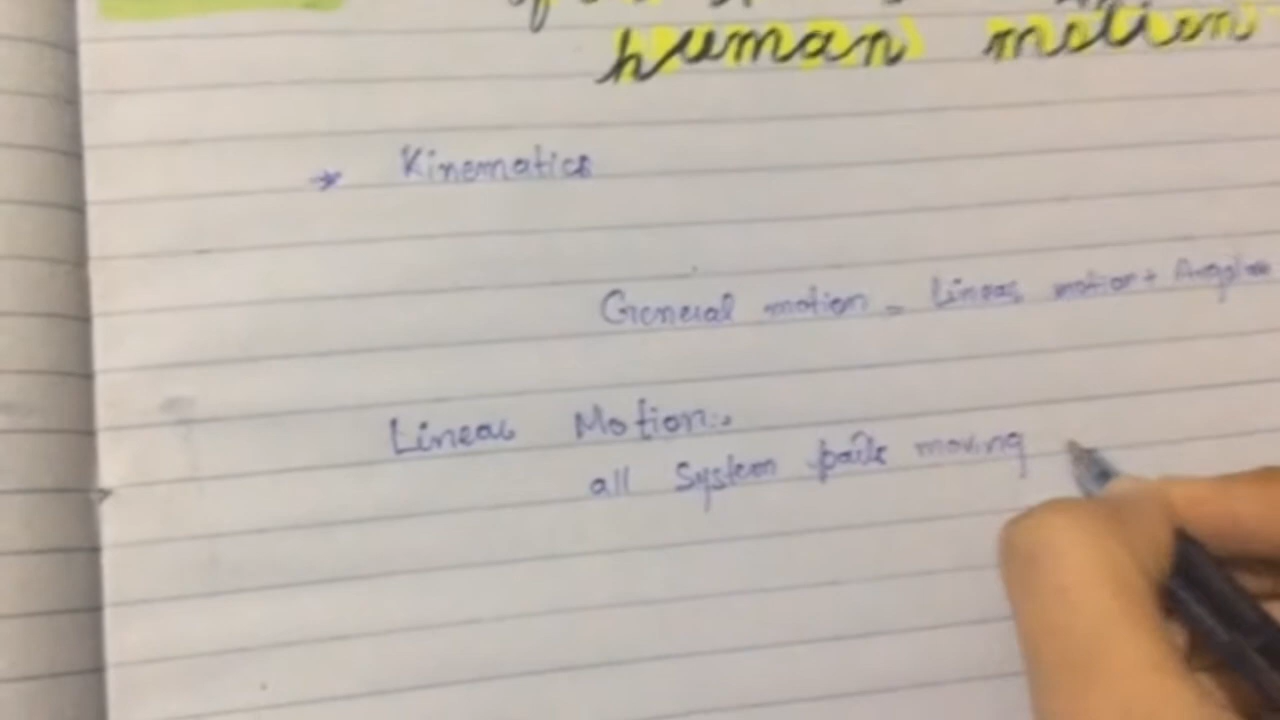 human motion
→ Kinematics
General motion = Linear motion + Angular
Linear Motion:.
all System parts moving